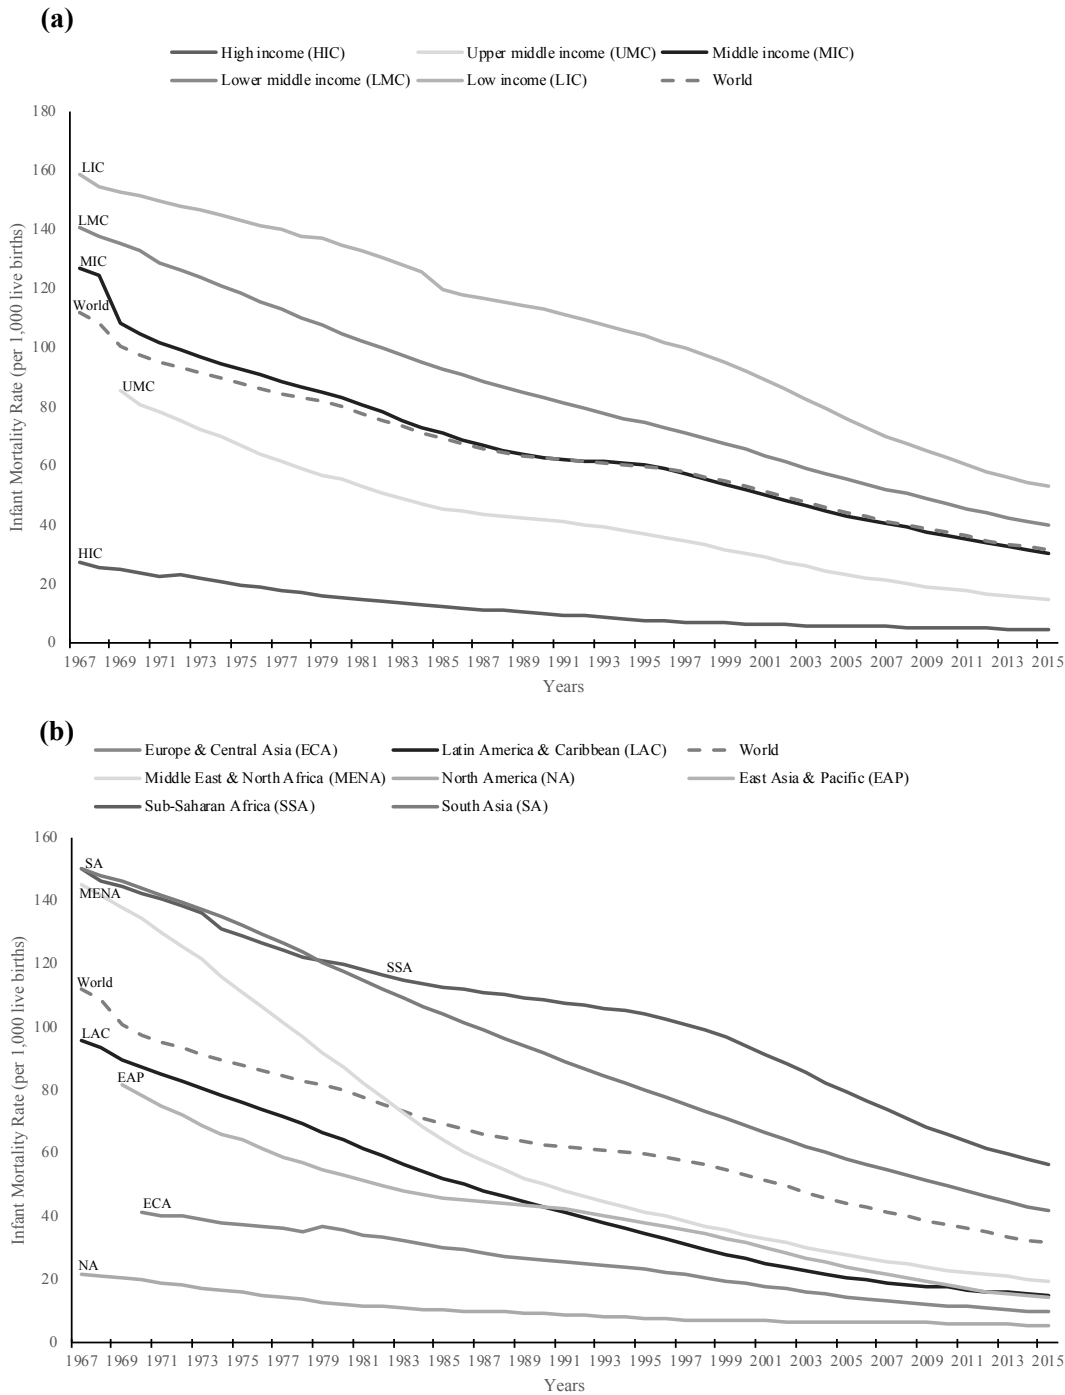 (a)
High income (HIC) Upper middle income (UMC) Middle income (MIC)
Lower middle income (LMC) Low income (LIC) World
180
160
140
120
100
80
60
40
20
0
Infant Mortality Rate (per 1,000 live births)
LIC
LMC
MIC
World
UMC
HIC
1967 1969 1971 1973 1975 1977 1979 1981 1983 1985 1987 1989 1991 1993 1995 1997 1999 2001 2003 2005 2007 2009 2011 2013 2015
Years
(b)
Europe & Central Asia (ECA) Latin America & Caribbean (LAC) World
Middle East & North Africa (MENA) North America (NA) East Asia & Pacific (EAP)
Sub-Saharan Africa (SSA) South Asia (SA)
160
140
120
100
80
60
40
20
0
Infant Mortality Rate (per 1,000 live births)
SA
MENA
SSA
World
LAC
EAP
ECA
NA
1967 1969 1971 1973 1975 1977 1979 1981 1983 1985 1987 1989 1991 1993 1995 1997 1999 2001 2003 2005 2007 2009 2011 2013 2015
Years